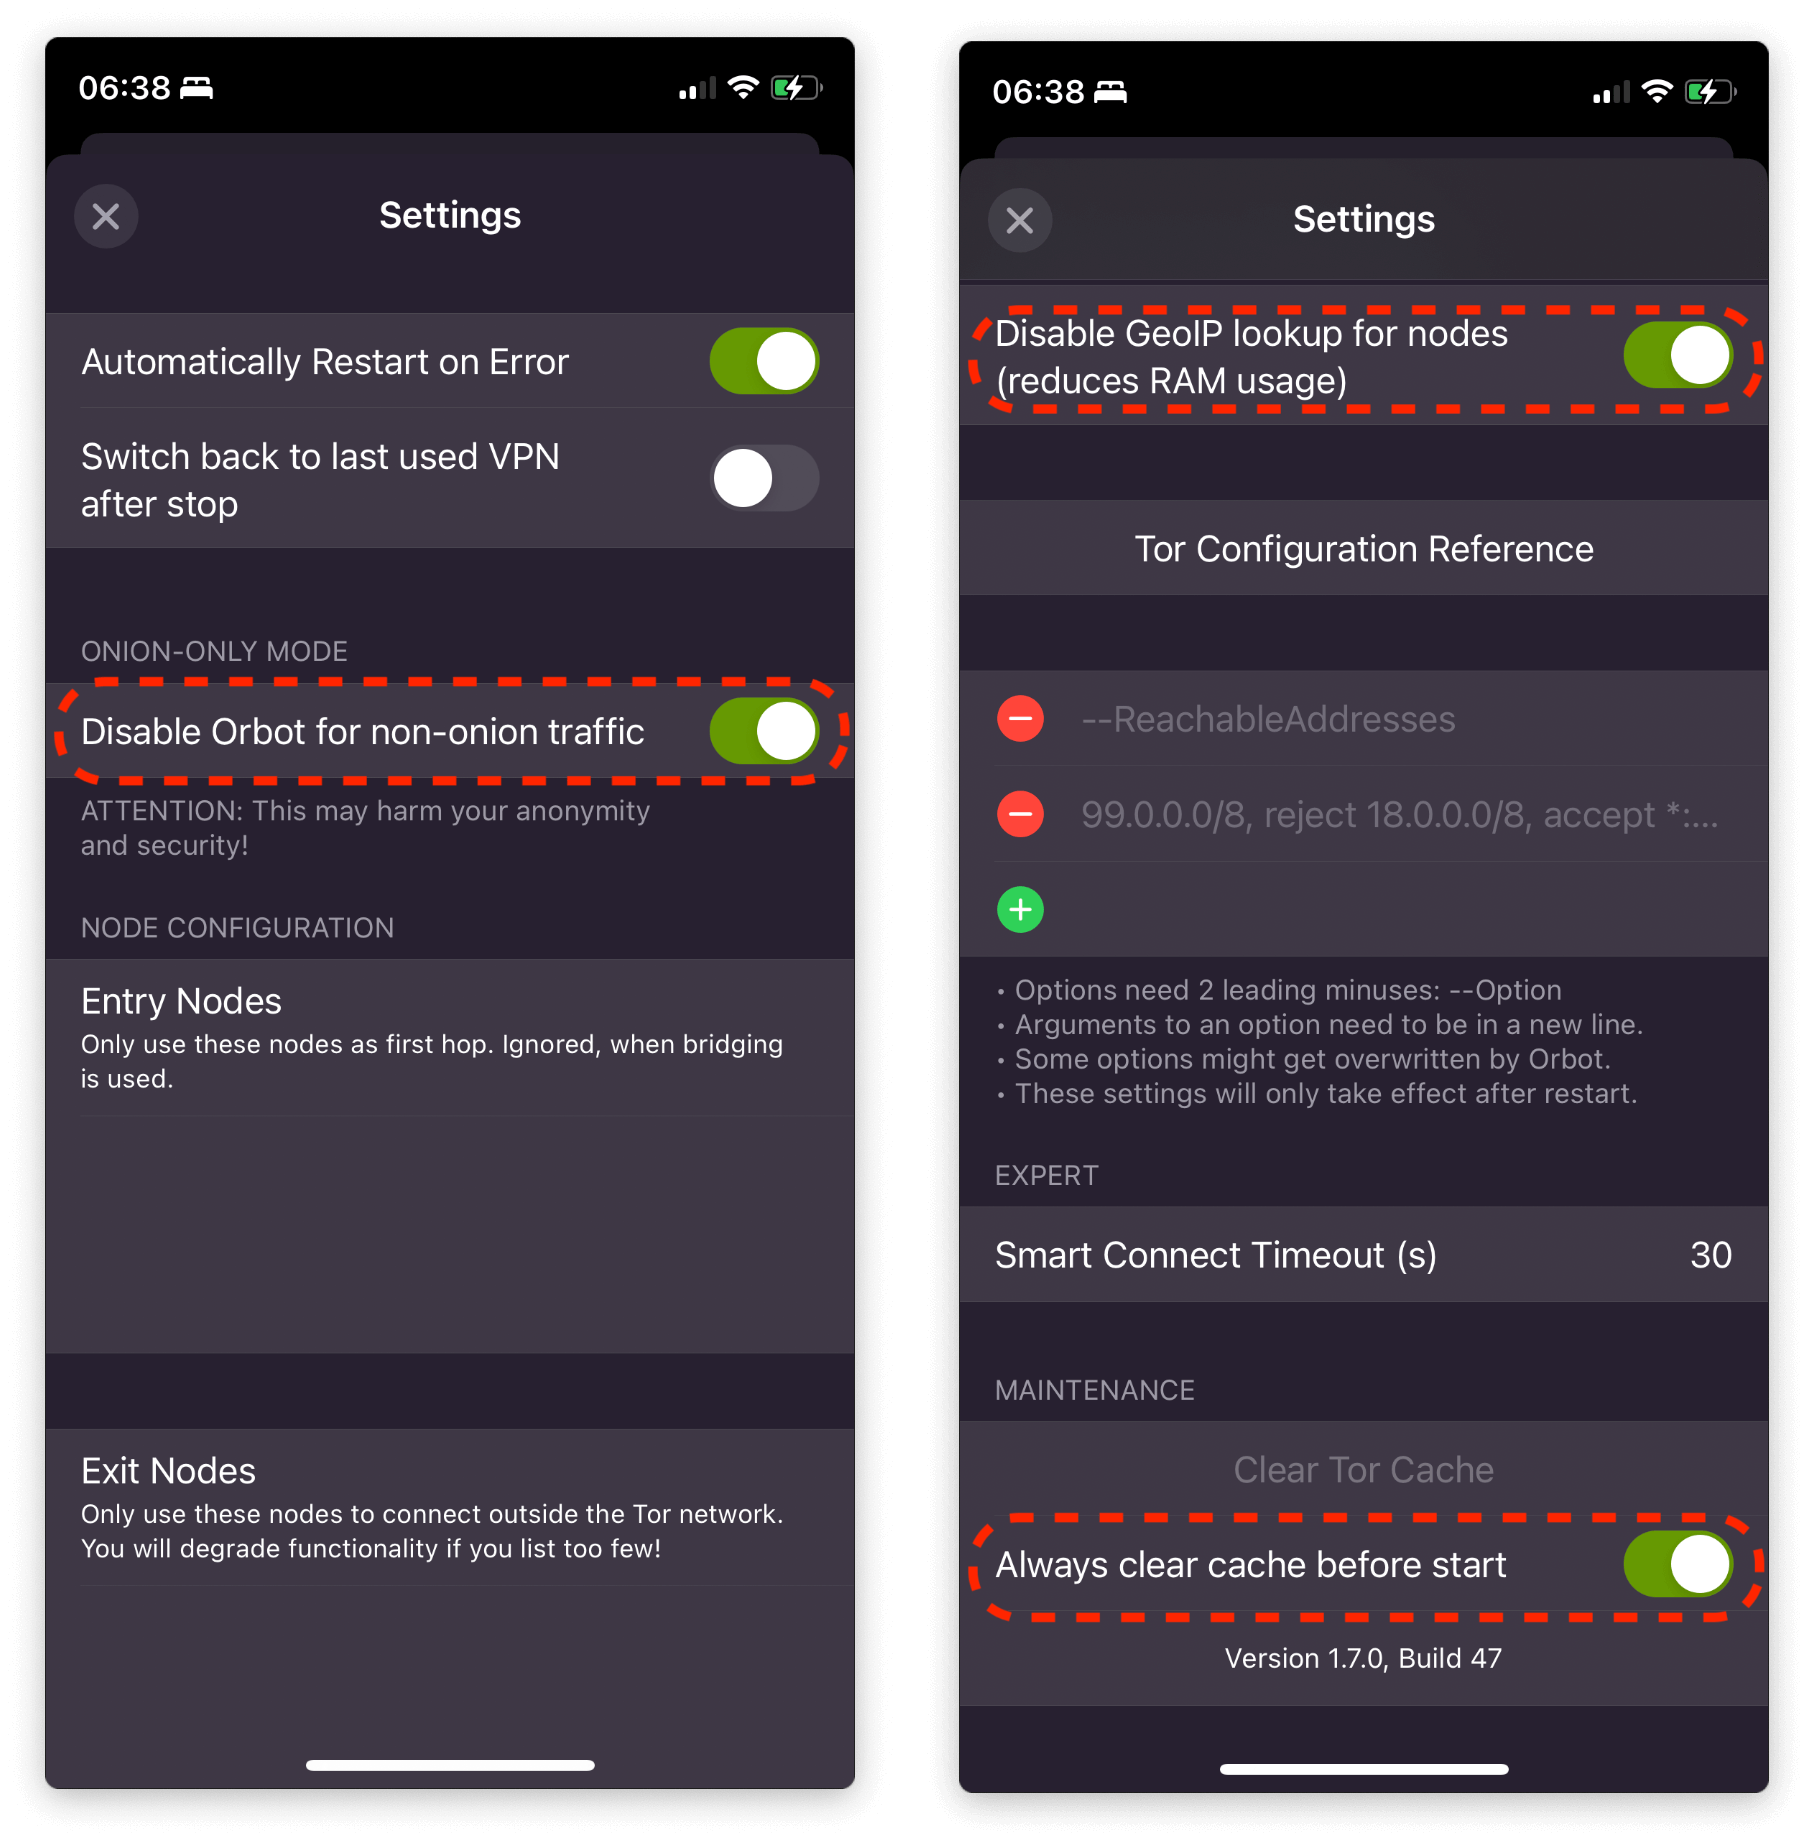 06:38
Settings
Automatically Restart on Error
Switch back to last used VPN
after stop
ONION-ONLY MODE
Disable Orbot for non-onion traffic
ATTENTION: This may harm your anonymity
and security!
NODE CONFIGURATION
Entry Nodes
Only use these nodes as first hop. Ignored, when bridging
is used.
Exit Nodes
Only use these nodes to connect outside the Tor network.
You will degrade functionality if you list too few!
06:38
Settings
Disable GeoIP lookup for nodes
(reduces RAM usage)
Tor Configuration Reference
--ReachableAddresses
99.0.0.0/8, reject 18.0.0.0/8, accept *:...
• Options need 2 leading minuses: --Option
• Arguments to an option need to be in a new line.
• Some options might get overwritten by Orbot.
• These settings will only take effect after restart.
EXPERT
Smart Connect Timeout (s) 30
MAINTENANCE
Clear Tor Cache
Always clear cache before start
Version 1.7.0, Build 47